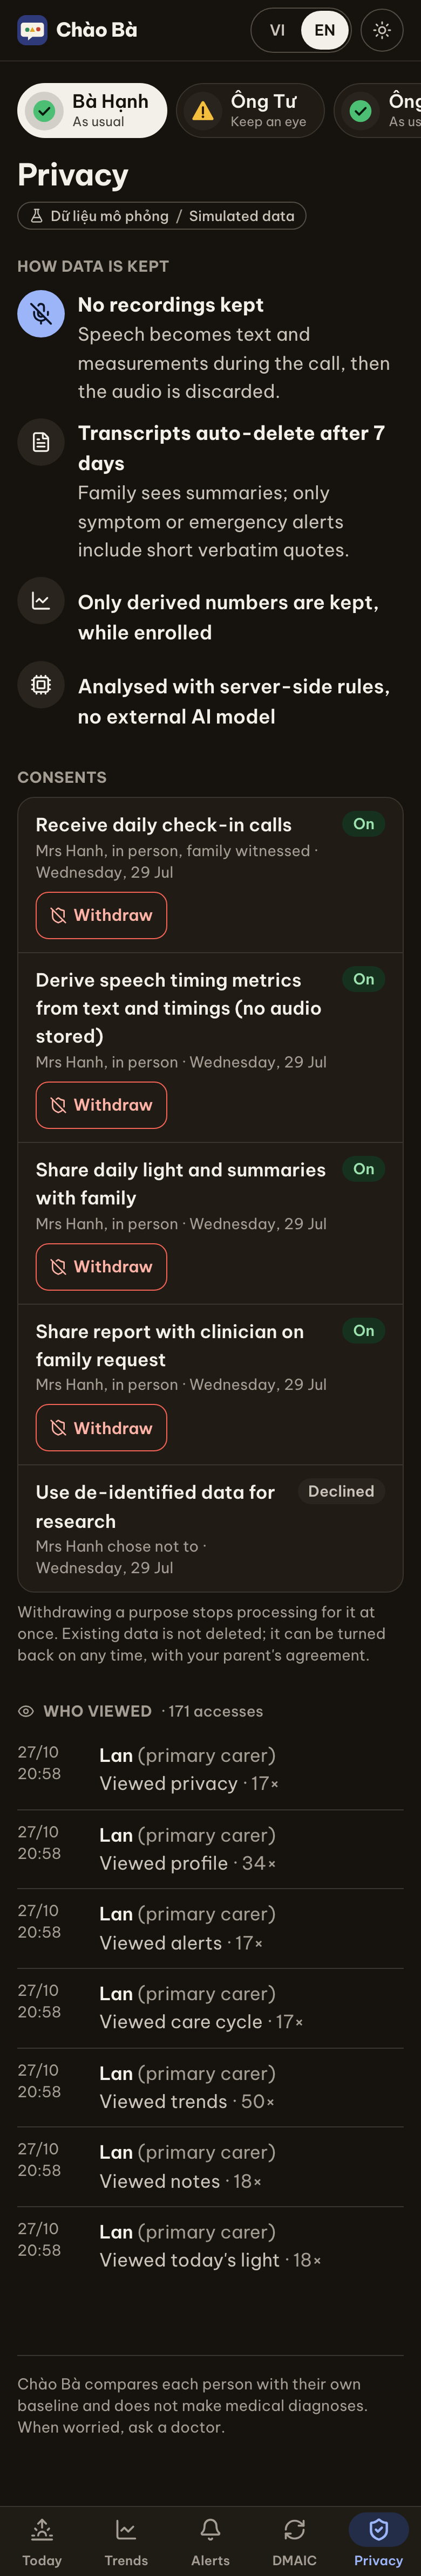 Chào Bà
VI
EN
Bà Hạnh
As usual
Ông Tư
Keep an eye
Ông
As us
Privacy
Dữ liệu mô phỏng / Simulated data
HOW DATA IS KEPT
No recordings kept
Speech becomes text and
measurements during the call, then
the audio is discarded.
Transcripts auto-delete after 7
days
Family sees summaries; only
symptom or emergency alerts
include short verbatim quotes.
Only derived numbers are kept,
while enrolled
Analysed with server-side rules,
no external AI model
CONSENTS
Receive daily check-in calls
On
Mrs Hanh, in person, family witnessed ·
Wednesday, 29 Jul
Withdraw
Derive speech timing metrics
On
from text and timings (no audio
stored)
Mrs Hanh, in person · Wednesday, 29 Jul
Withdraw
Share daily light and summaries
On
with family
Mrs Hanh, in person · Wednesday, 29 Jul
Withdraw
Share report with clinician on
On
family request
Mrs Hanh, in person · Wednesday, 29 Jul
Withdraw
Use de-identified data for
Declined
research
Mrs Hanh chose not to ·
Wednesday, 29 Jul
Withdrawing a purpose stops processing for it at
once. Existing data is not deleted; it can be turned
back on any time, with your parent's agreement.
WHO VIEWED · 171 accesses
27/10
20:58
Lan (primary carer)
Viewed privacy · 17×
27/10
20:58
Lan (primary carer)
Viewed profile · 34×
27/10
20:58
Lan (primary carer)
Viewed alerts · 17×
27/10
20:58
Lan (primary carer)
Viewed care cycle · 17×
27/10
20:58
Lan (primary carer)
Viewed trends · 50×
27/10
20:58
Lan (primary carer)
Viewed notes · 18×
27/10
20:58
Lan (primary carer)
Viewed today's light · 18×
Chào Bà compares each person with their own
baseline and does not make medical diagnoses.
When worried, ask a doctor.
Today
Trends
Alerts
DMAIC
Privacy